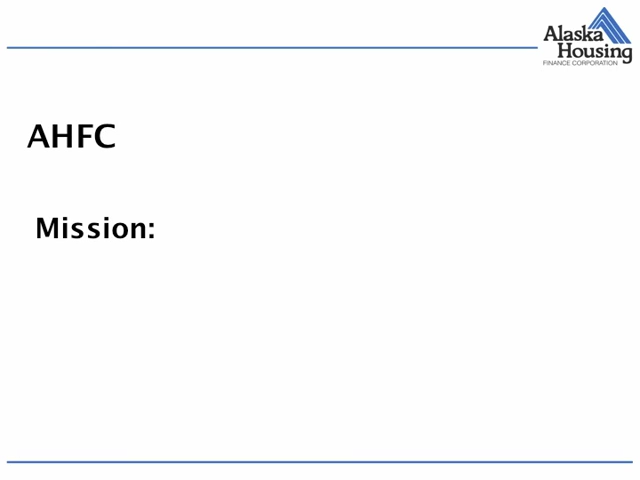 Alaska
Housing
FINANCE CORPORATION
AHFC
Mission: